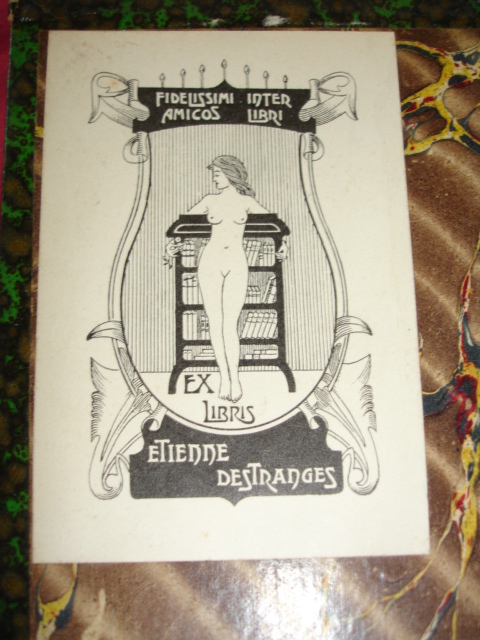 FIDELISSIMI INTER
AMICOS LIBRI
EX
LIBRIS
ETIENNE
DESTRANGES